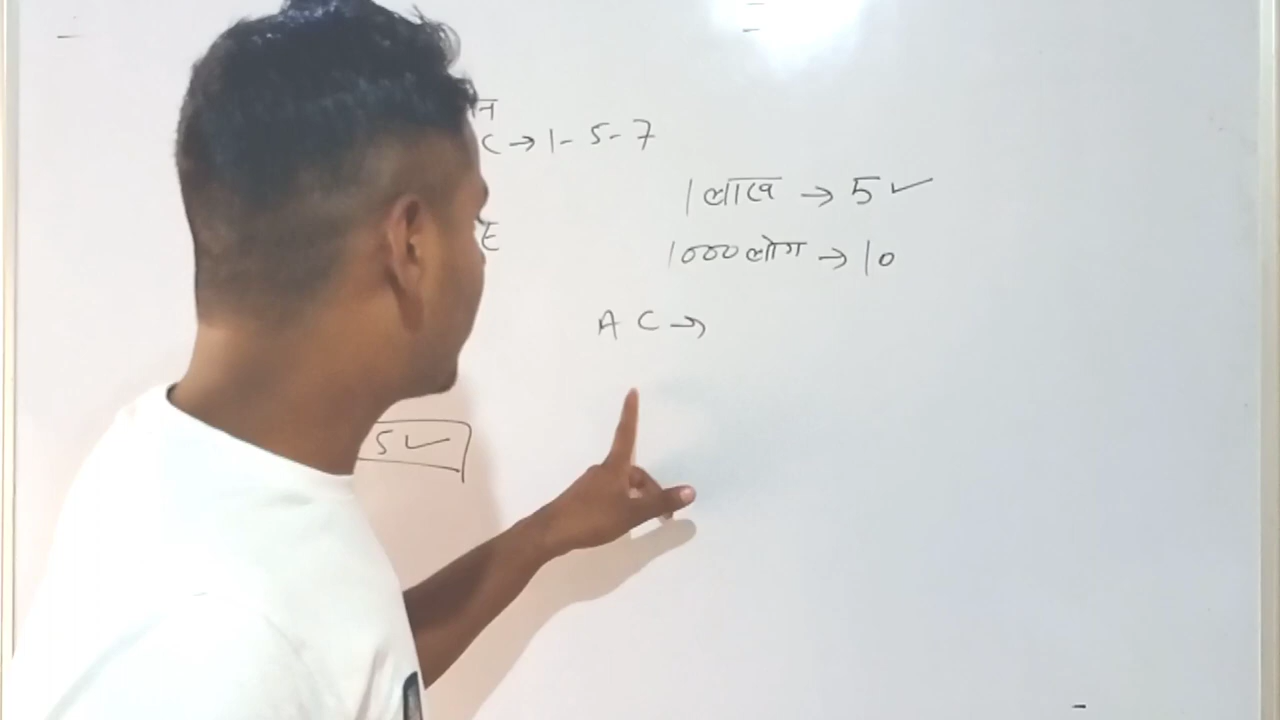 C → 1 - 5 - 7
1 लाख → 5 ✓
E
1000 लोग → 10
A C →
5 ✓